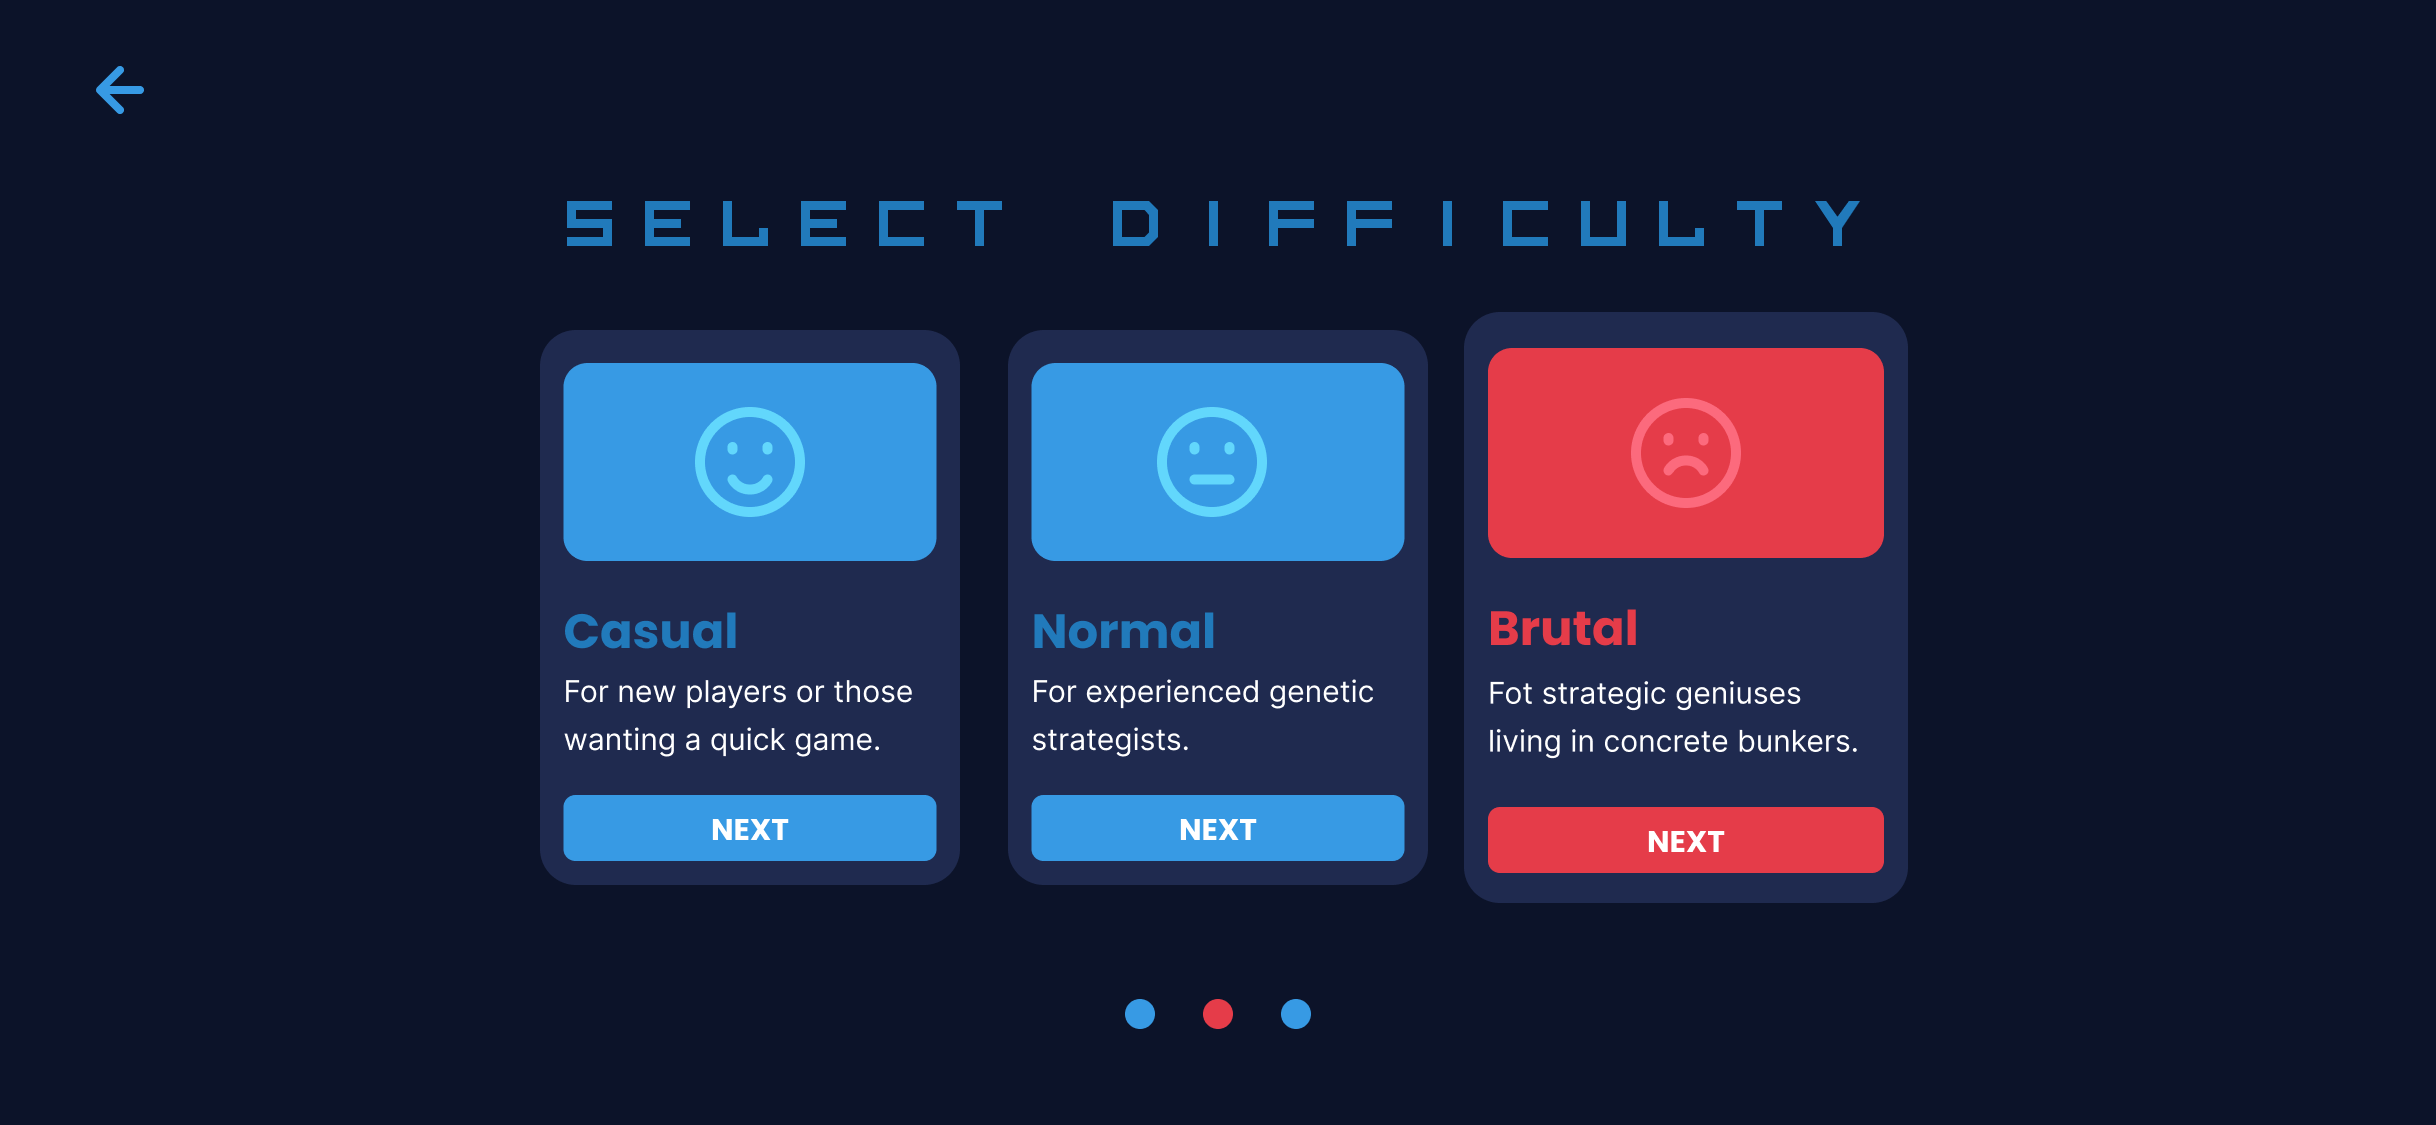 SELECT DIFFICULTY
Casual
For new players or those
wanting a quick game.
NEXT
Normal
For experienced genetic
strategists.
NEXT
Brutal
Fot strategic geniuses
living in concrete bunkers.
NEXT